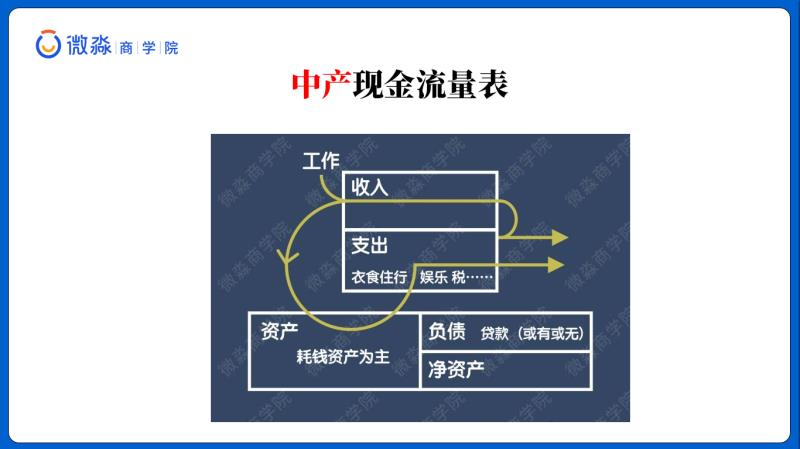 微淼 商学院
中产现金流量表
工作
收入
支出
衣食住行 娱乐 税……
资产
耗钱资产为主
负债 贷款（或有或无）
净资产
微淼商学院